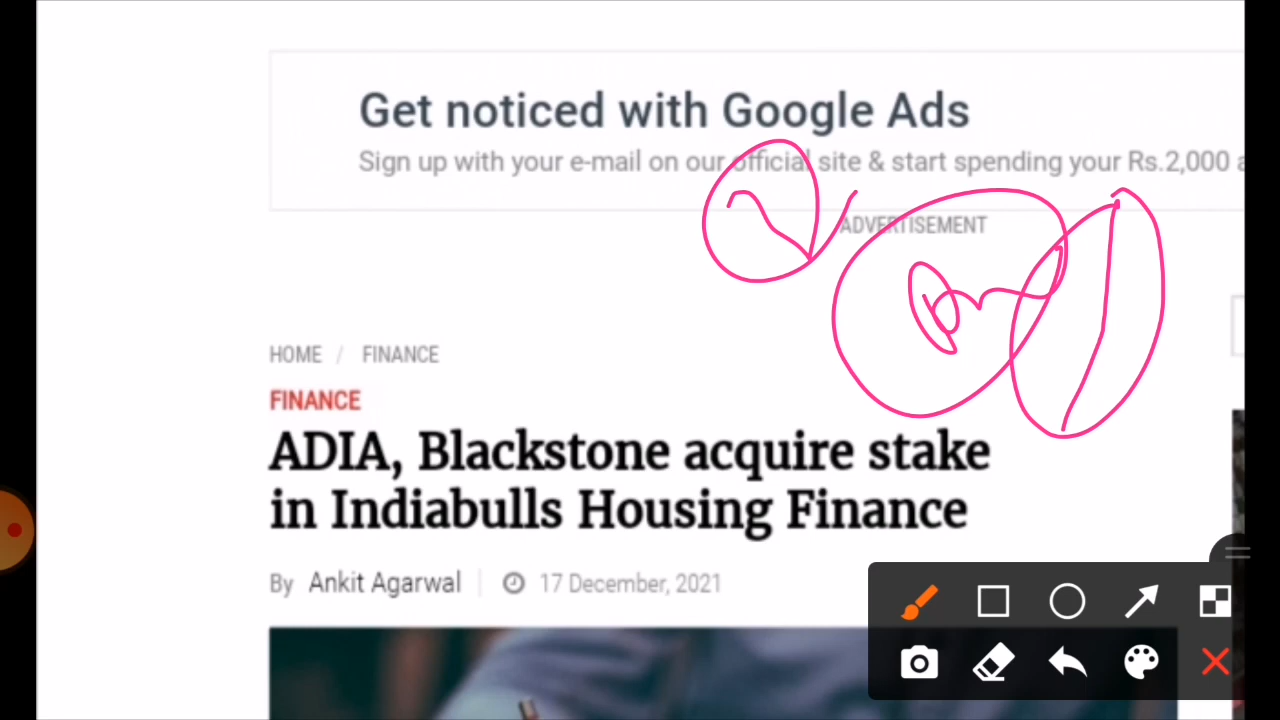 Get noticed with Google Ads
Sign up with your e-mail on our official site & start spending your Rs.2,000
ADVERTISEMENT
HOME / FINANCE
FINANCE
ADIA, Blackstone acquire stake
in Indiabulls Housing Finance
By Ankit Agarwal 17 December, 2021